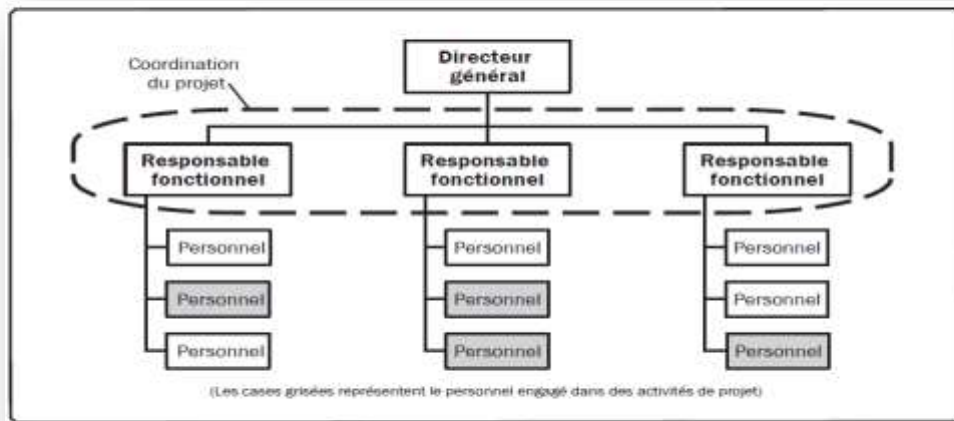 Directeur
général
Coordination
du projet
Responsable
fonctionnel
Responsable
fonctionnel
Responsable
fonctionnel
Personnel
Personnel
Personnel
Personnel
Personnel
Personnel
Personnel
Personnel
Personnel
(Les cases grisées représentent le personnel engagé dans des activités de projet)